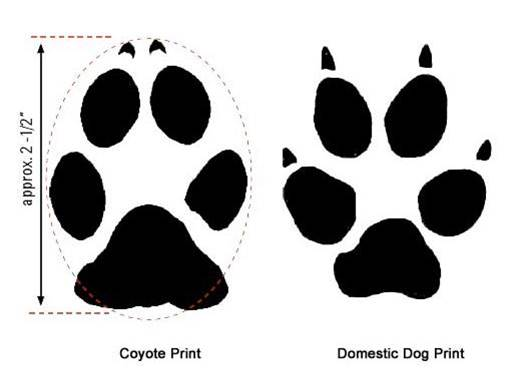 approx. 2 -1/2"
Coyote Print
Domestic Dog Print